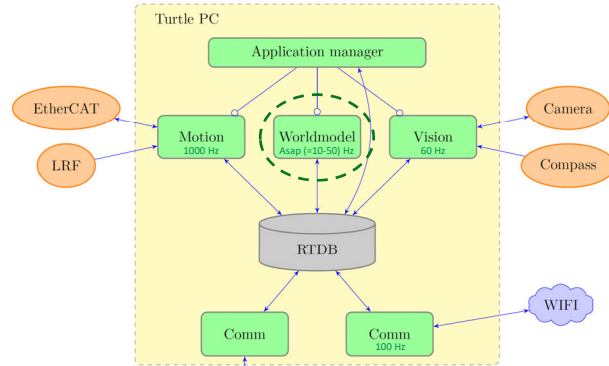 Turtle PC
Application manager
EtherCAT
Camera
Motion
1000 Hz
Worldmodel
Asap (=10-50) Hz
Vision
60 Hz
LRF
Compass
RTDB
WIFI
Comm
Comm
100 Hz